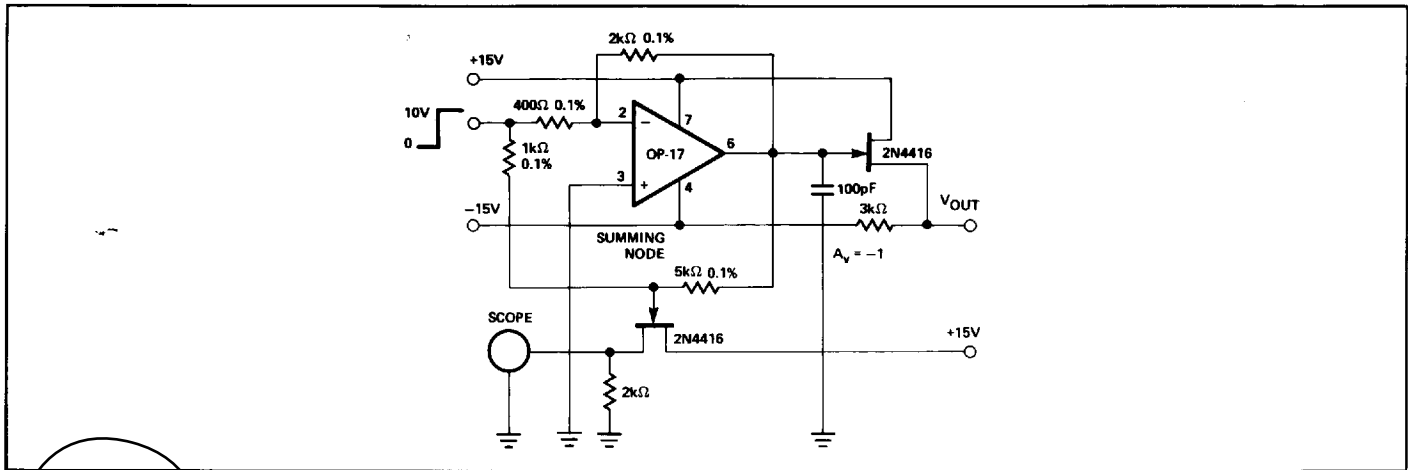 2kΩ 0.1%
+15V
10V
0
400Ω 0.1%
1kΩ
0.1%
2
−
7
OP-17
6
3
+
4
2N4416
100pF
3kΩ
VOUT
−15V
SUMMING
NODE
AV = −1
5kΩ 0.1%
SCOPE
2N4416
+15V
2kΩ